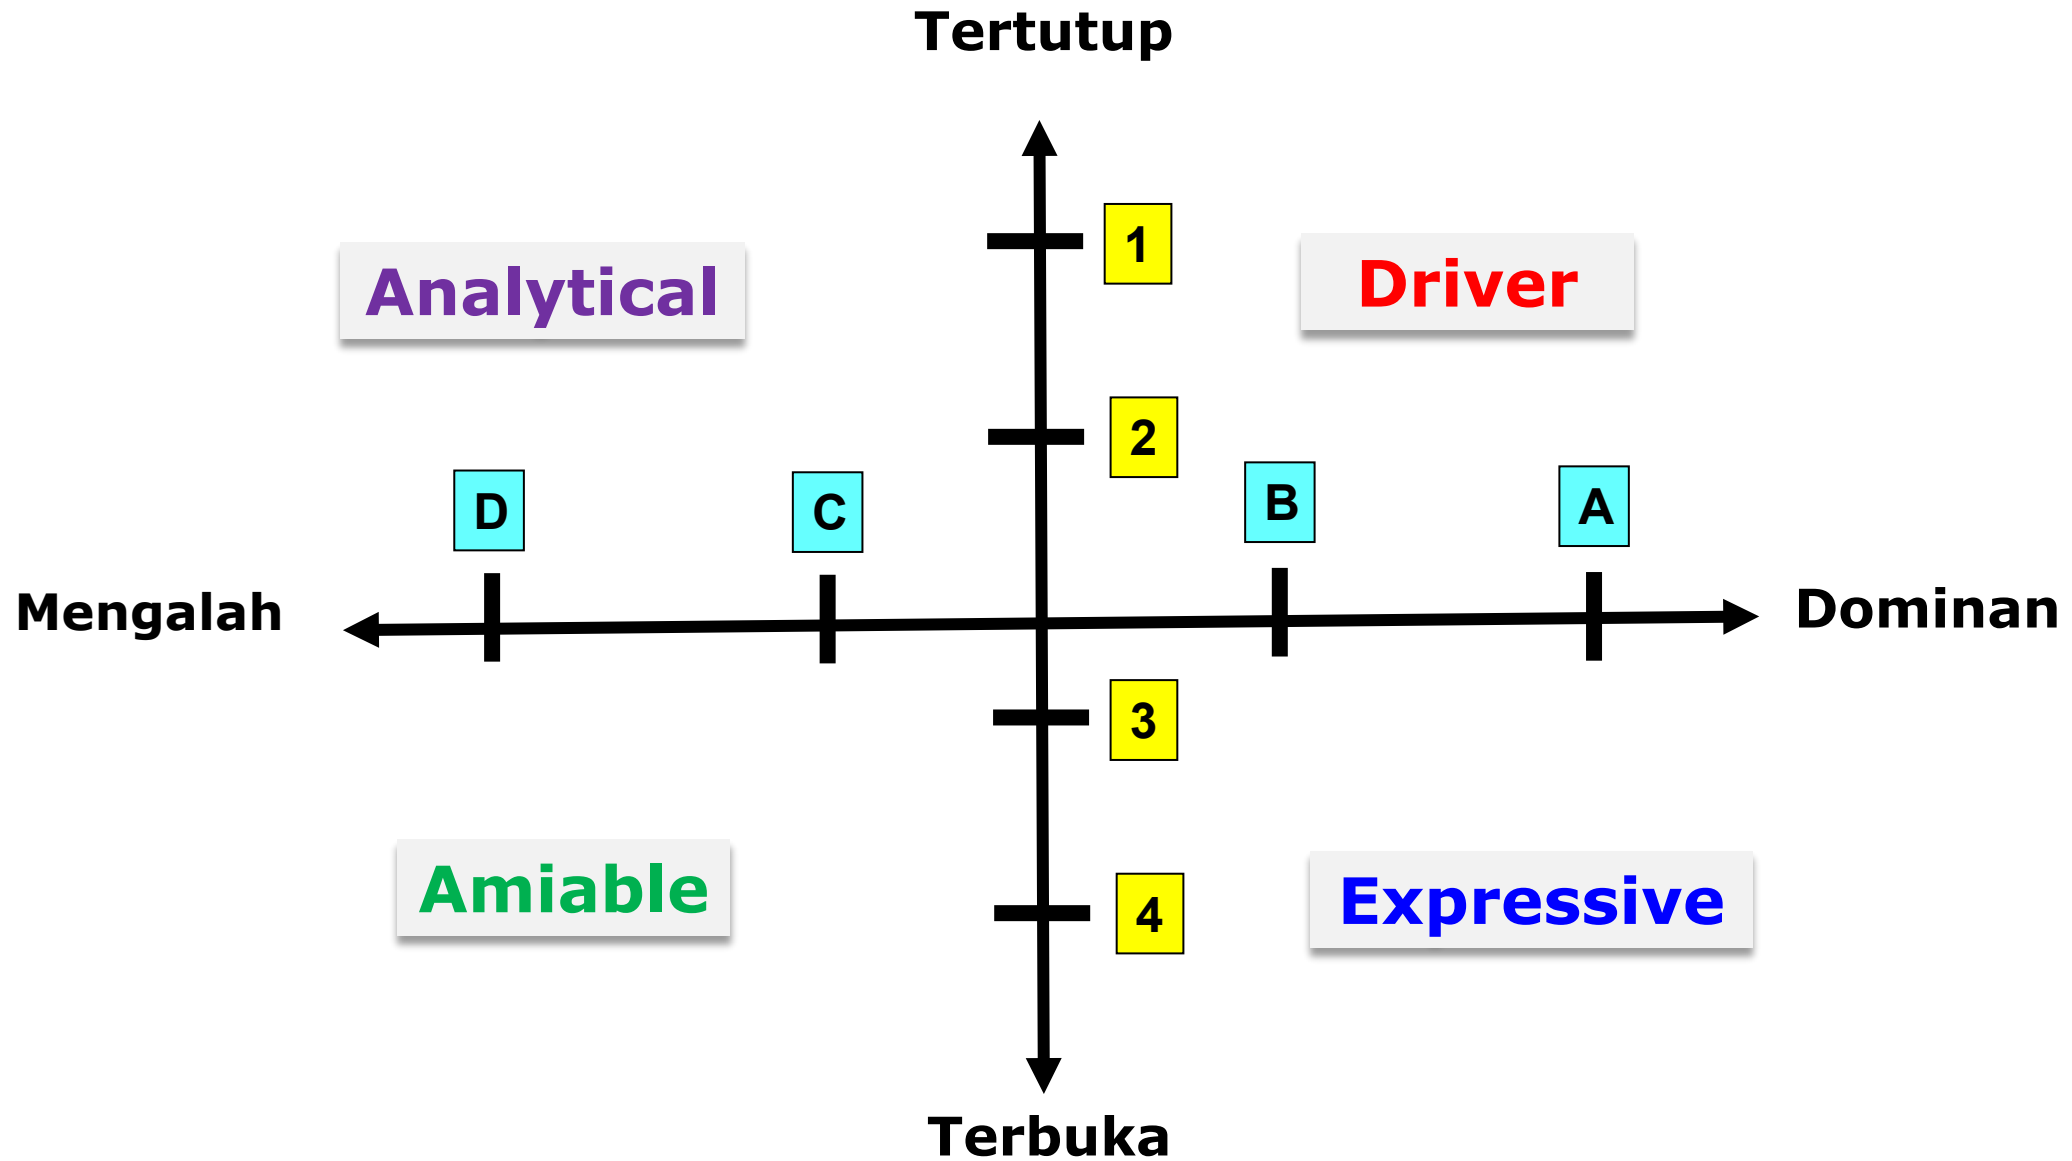 Tertutup
1
Analytical
Driver
2
D
C
B
A
Mengalah
Dominan
3
Amiable
Expressive
4
Terbuka